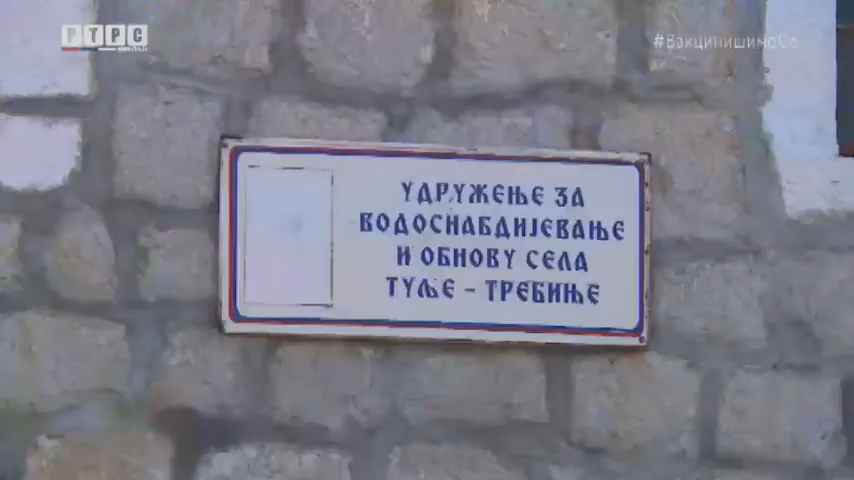 РТРС
#ВакцинишимоСе
УДРУЖЕЊЕ ЗА
ВОДОСНАБДИЈЕВАЊЕ
И ОБНОВУ СЕЛА
ТУЉЕ - ТРЕБИЊЕ